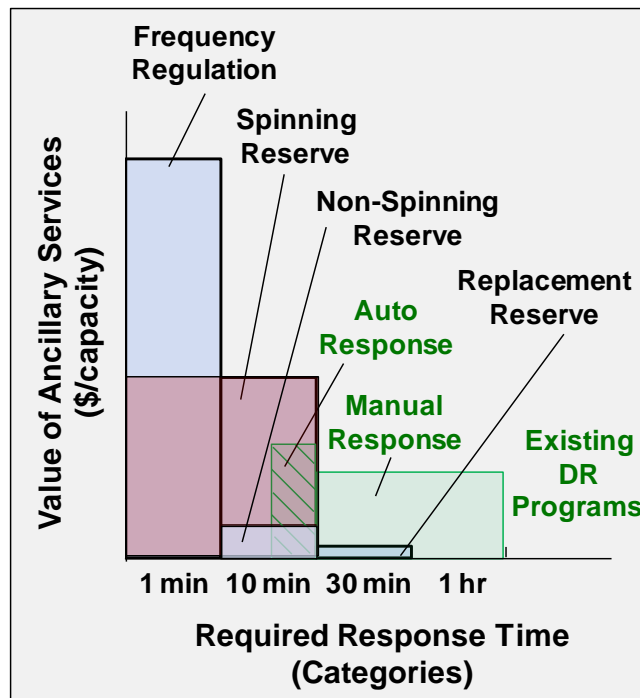 Frequency
Regulation
Spinning
Reserve
Non-Spinning
Reserve
Replacement
Reserve
Auto
Response
Manual
Response
Existing
DR
Programs
Value of Ancillary Services
($/capacity)
1 min 10 min 30 min 1 hr
Required Response Time
(Categories)